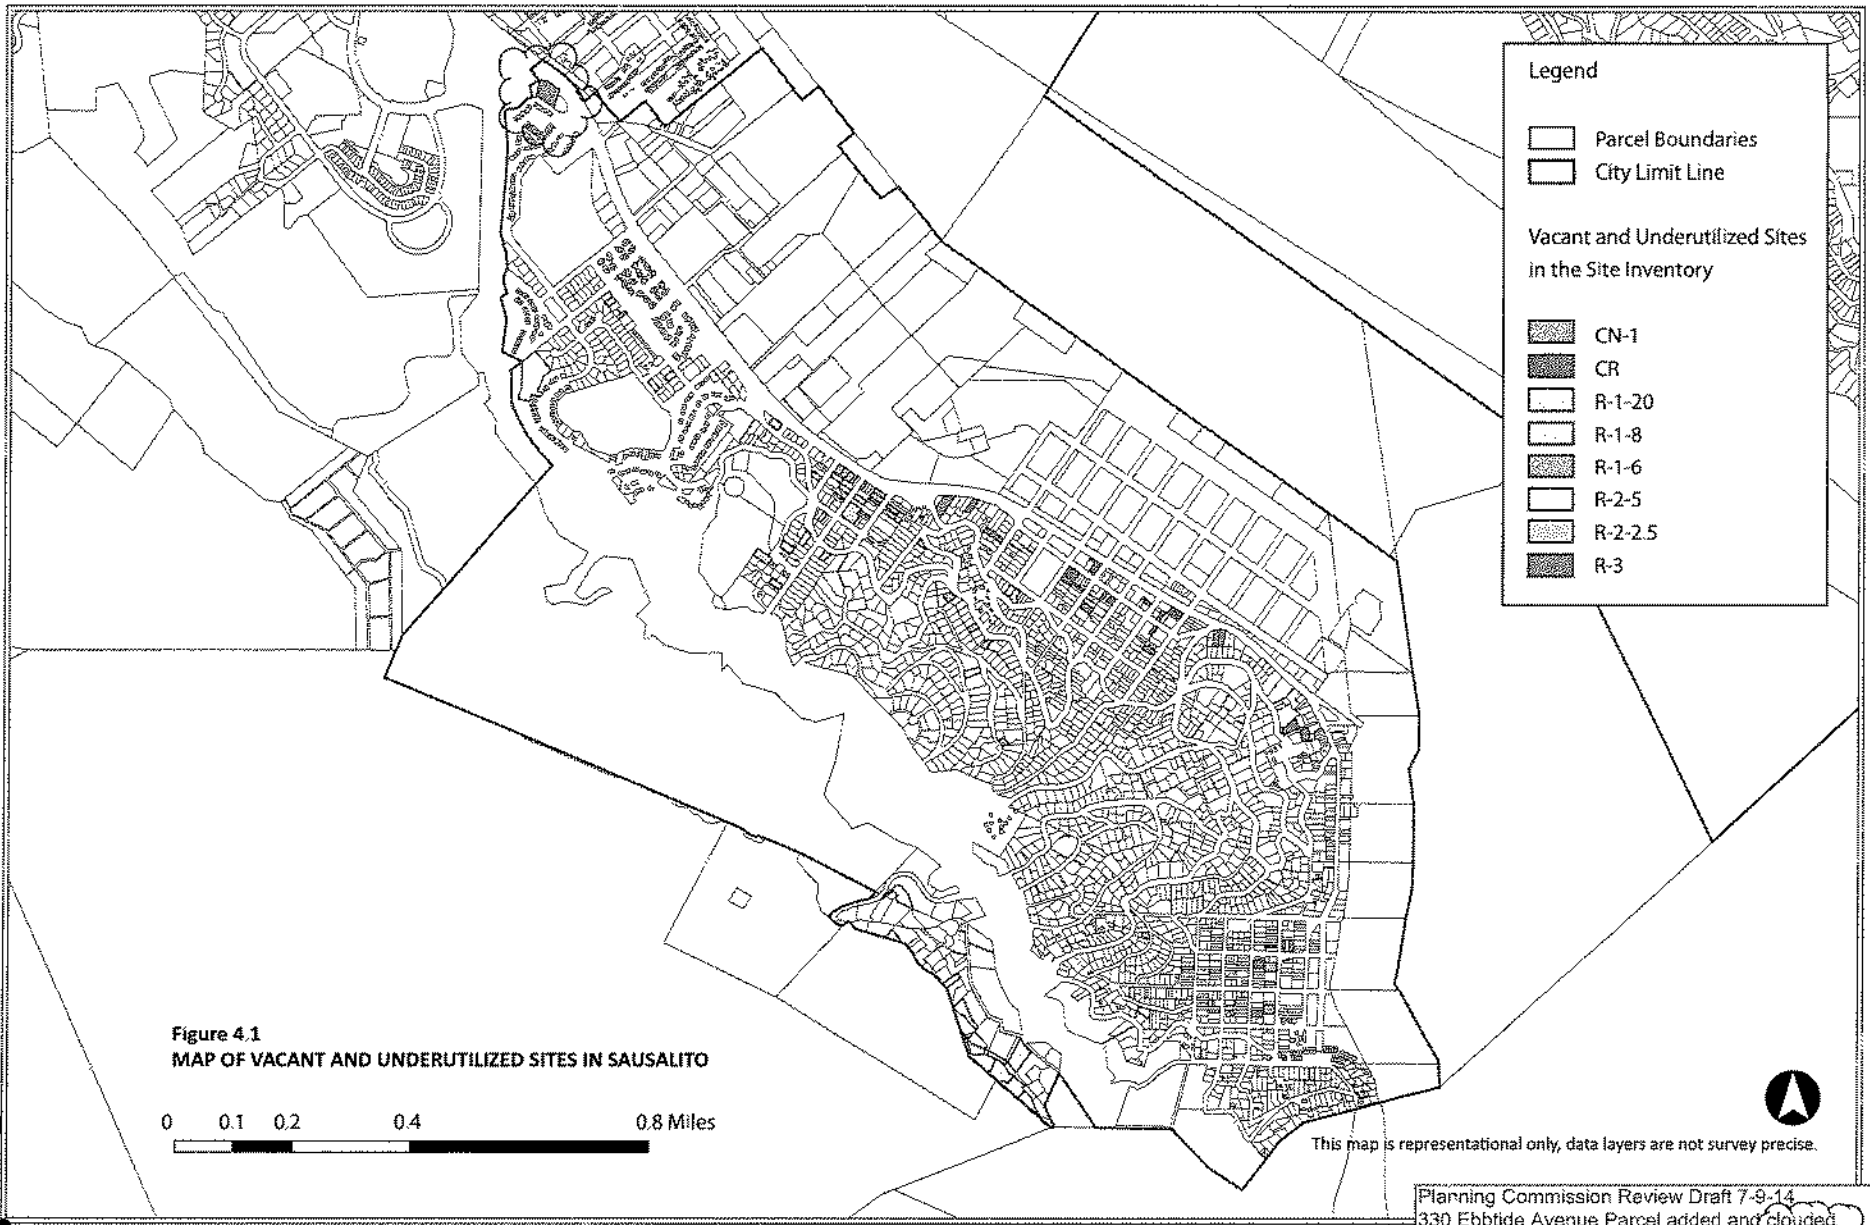 Legend
Parcel Boundaries
City Limit Line
Vacant and Underutilized Sites
in the Site Inventory
CN-1
CR
R-1-20
R-1-8
R-1-6
R-2-5
R-2-2.5
R-3
Figure 4.1
MAP OF VACANT AND UNDERUTILIZED SITES IN SAUSALITO
0 0.1 0.2 0.4 0.8 Miles
This map is representational only, data layers are not survey precise.
Planning Commission Review Draft 7-9-14
330 Ebbtide Avenue Parcel added and clouded